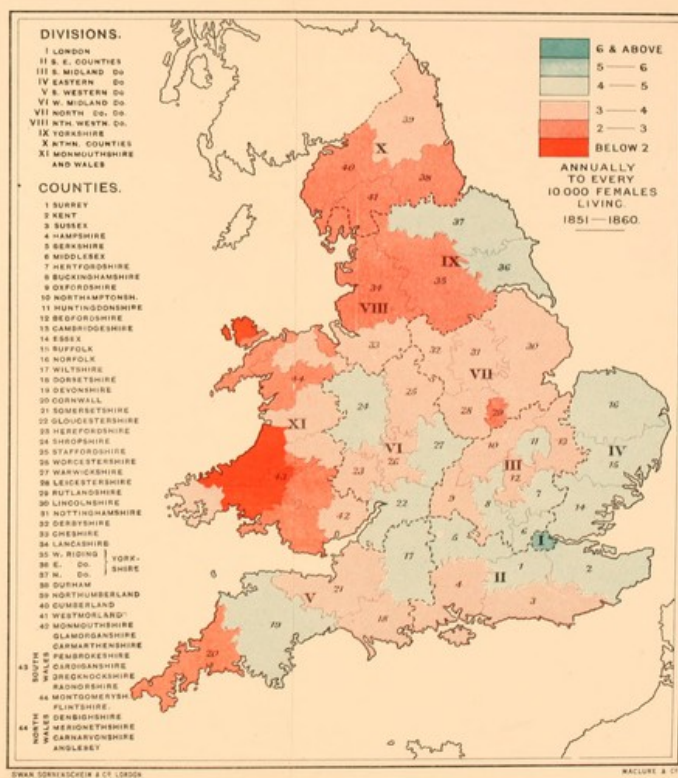 DIVISIONS.
I LONDON
II S. E. COUNTIES
III S. MIDLAND Do
IV EASTERN Do
V S. WESTERN Do
VI W. MIDLAND Do.
VII NORTH Do. Do.
VIII NTH. WESTN. Do.
IX YORKSHIRE
X NTHN. COUNTIES
XI MONMOUTHSHIRE
AND WALES
COUNTIES.
1 SURREY
2 KENT
3 SUSSEX
4 HAMPSHIRE
5 BERKSHIRE
6 MIDDLESEX
7 HERTFORDSHIRE
8 BUCKINGHAMSHIRE
9 OXFORDSHIRE
10 NORTHAMPTONSH.
11 HUNTINGDONSHIRE
12 BEDFORDSHIRE
13 CAMBRIDGESHIRE
14 ESSEX
15 SUFFOLK
16 NORFOLK
17 WILTSHIRE
18 DORSETSHIRE
19 DEVONSHIRE
20 CORNWALL
21 SOMERSETSHIRE
22 GLOUCESTERSHIRE
23 HEREFORDSHIRE
24 SHROPSHIRE
25 STAFFORDSHIRE
26 WORCESTERSHIRE
27 WARWICKSHIRE
28 LEICESTERSHIRE
29 RUTLANDSHIRE
30 LINCOLNSHIRE
31 NOTTINGHAMSHIRE
32 DERBYSHIRE
33 CHESHIRE
34 LANCASHIRE
35 W. RIDING
36 E. Do.
37 N. Do.
YORK-
SHIRE
38 DURHAM
39 NORTHUMBERLAND
40 CUMBERLAND
41 WESTMORLAND
42 MONMOUTHSHIRE
43 SOUTH WALES
GLAMORGANSHIRE
CARMARTHENSHIRE
PEMBROKESHIRE
CARDIGANSHIRE
BRECKNOCKSHIRE
RADNORSHIRE
44 MONTGOMERYSH.
FLINTSHIRE.
44 NORTH WALES
DENBIGHSHIRE
MERIONETHSHIRE
CARNARVONSHIRE
ANGLESEY
6 & ABOVE
5 — 6
4 — 5
3 — 4
2 — 3
BELOW 2
ANNUALLY
TO EVERY
10.000 FEMALES
LIVING.
1851—1860.
39
X
40
38
41
37
IX
36
34
35
VIII
33
32
31
30
VII
44
24
25
28
29
16
XI
VI
27
10
11
13
IV
23
26
III
12
15
43
9
8
7
14
42
22
6
I
17
5
1
2
II
21
4
V
3
19
18
20
SWAN SONNENSCHEIN & CO. LONDON
MACLURE & CO